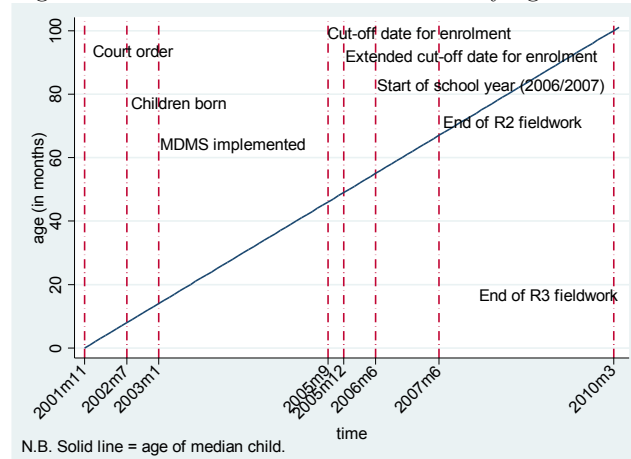 Court order
Cut-off date for enrolment
Extended cut-off date for enrolment
Start of school year (2006/2007)
Children born
End of R2 fieldwork
MDMS implemented
End of R3 fieldwork
age (in months)
100
80
60
40
20
0
2001m11
2002m7
2003m1
2005m9
2005m12
2006m6
2007m6
2010m3
time
N.B. Solid line = age of median child.